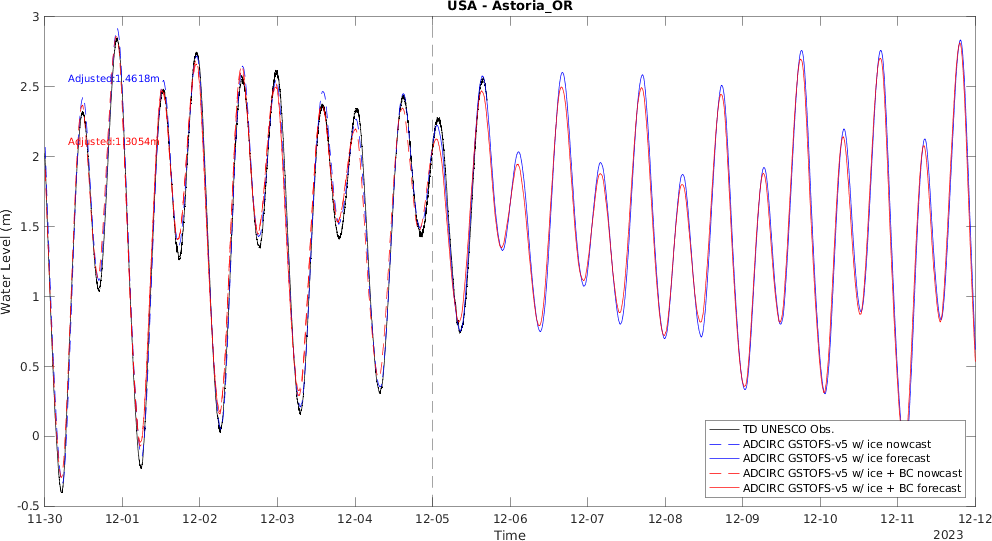 USA - Astoria_OR
3
2.5
2
1.5
1
0.5
0
-0.5
Water Level (m)
Adjusted:1.4618m
Adjusted:1.3054m
TD UNESCO Obs.
ADCIRC GSTOFS-v5 w/ ice nowcast
ADCIRC GSTOFS-v5 w/ ice forecast
ADCIRC GSTOFS-v5 w/ ice + BC nowcast
ADCIRC GSTOFS-v5 w/ ice + BC forecast
11-30 12-01 12-02 12-03 12-04 12-05 12-06 12-07 12-08 12-09 12-10 12-11 12-12
Time
2023